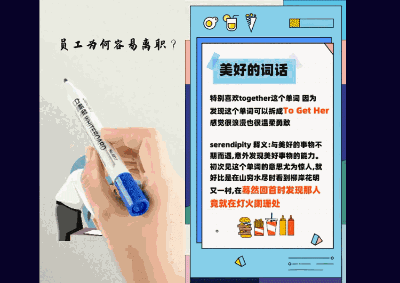 员工为何容易离职？
美好的词话
特别喜欢together这个单词 因为
发现这个单词可以拆成To Get Her
感觉很浪漫也很温柔勇敢
serendipity 释义:与美好的事物不
期而遇,意外发现美好事物的能力。
初次见这个单词的意思尤为惊人,就
好比是在山穷水尽时看到柳岸花明
又一村,在蓦然回首时发现那人
竟就在灯火阑珊处